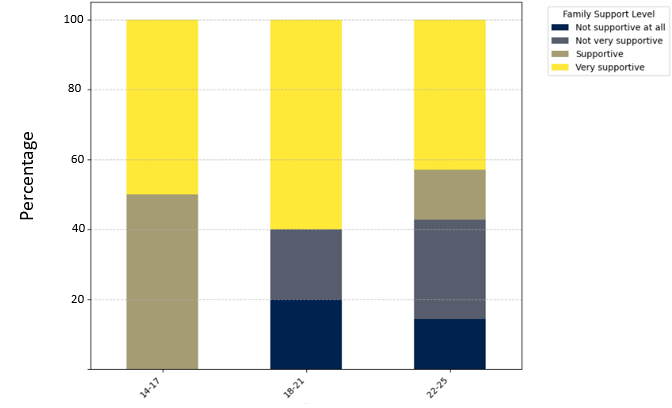 Percentage
100
80
60
40
20
14-17
18-21
22-25
Family Support Level
Not supportive at all
Not very supportive
Supportive
Very supportive